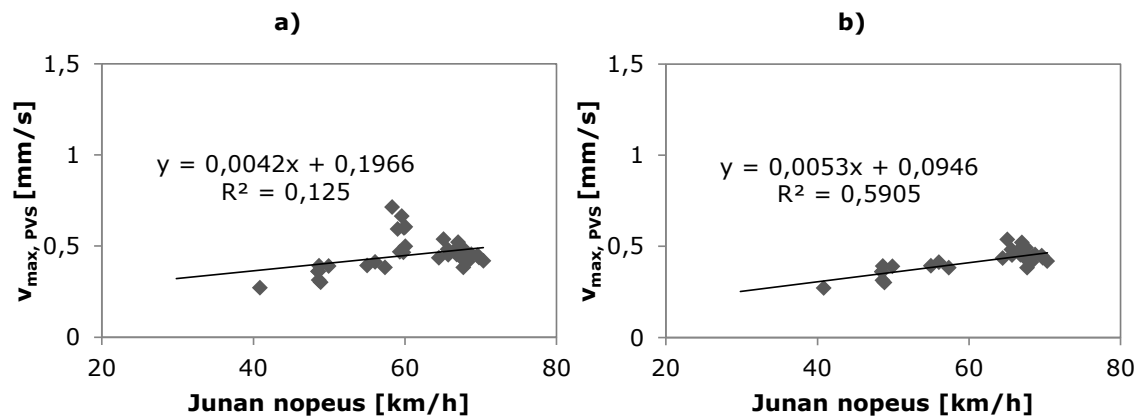 a)
v_max, PVS [mm/s]
1,5
1
0,5
0
y = 0,0042x + 0,1966
R² = 0,125
20
40
60
80
Junan nopeus [km/h]
b)
v_max, PVS [mm/s]
1,5
1
0,5
0
y = 0,0053x + 0,0946
R² = 0,5905
20
40
60
80
Junan nopeus [km/h]